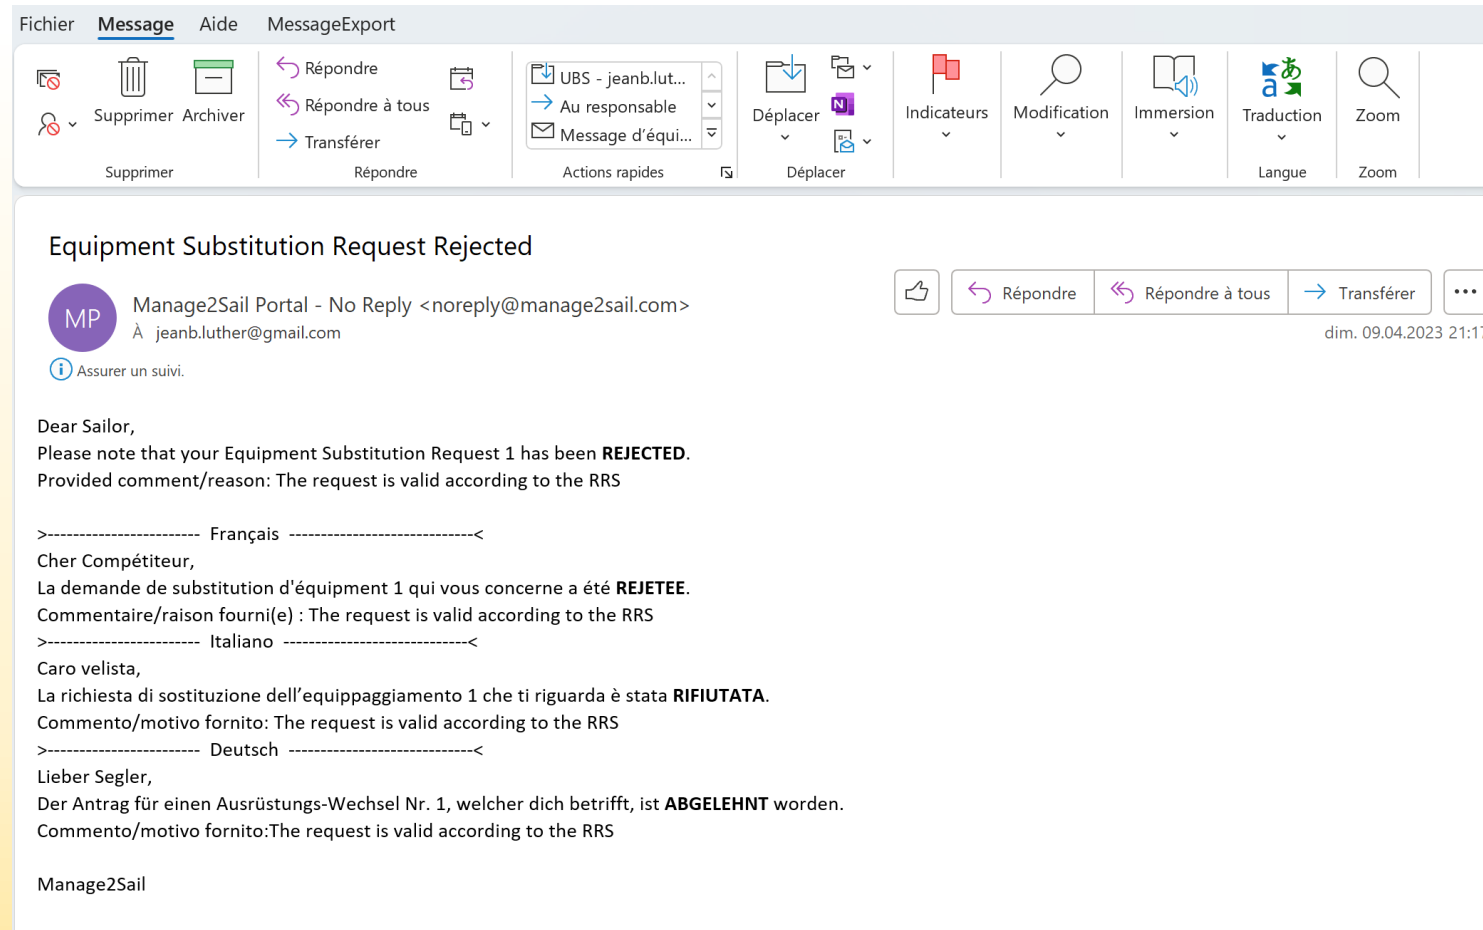 Fichier Message Aide MessageExport
Supprimer
Archiver
Supprimer
Répondre
Répondre à tous
Transférer
Répondre
UBS - jeanb.lut...
Au responsable
Message d'équi...
Actions rapides
Déplacer
Déplacer
Indicateurs
Modification
Immersion
Traduction
Langue
Zoom
Zoom
Equipment Substitution Request Rejected
MP
Manage2Sail Portal - No Reply <noreply@manage2sail.com>
À jeanb.luther@gmail.com
Répondre
Répondre à tous
Transférer
dim. 09.04.2023 21:17
Assurer un suivi.
Dear Sailor,
Please note that your Equipment Substitution Request 1 has been REJECTED.
Provided comment/reason: The request is valid according to the RRS
>------------------------ Français -----------------------------<
Cher Compétiteur,
La demande de substitution d'équipment 1 qui vous concerne a été REJETEE.
Commentaire/raison fourni(e) : The request is valid according to the RRS
>------------------------ Italiano -----------------------------<
Caro velista,
La richiesta di sostituzione dell’equippaggiamento 1 che ti riguarda è stata RIFIUTATA.
Commento/motivo fornito: The request is valid according to the RRS
>------------------------ Deutsch -----------------------------<
Lieber Segler,
Der Antrag für einen Ausrüstungs-Wechsel Nr. 1, welcher dich betrifft, ist ABGELEHNT worden.
Commento/motivo fornito:The request is valid according to the RRS
Manage2Sail